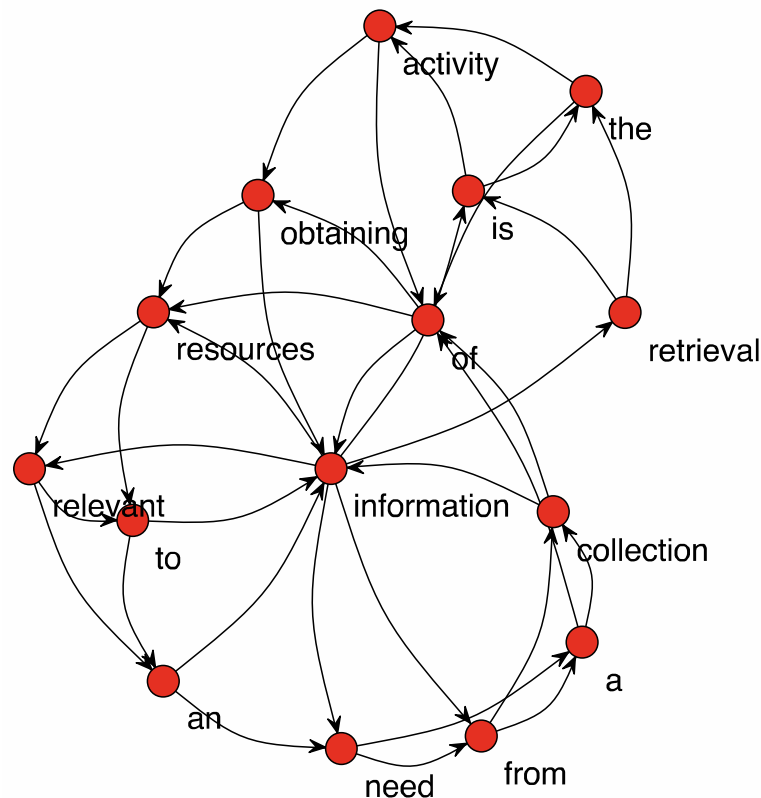 activity
the
is
obtaining
resources
of
retrieval
relevant
information
to
collection
a
an
from
need